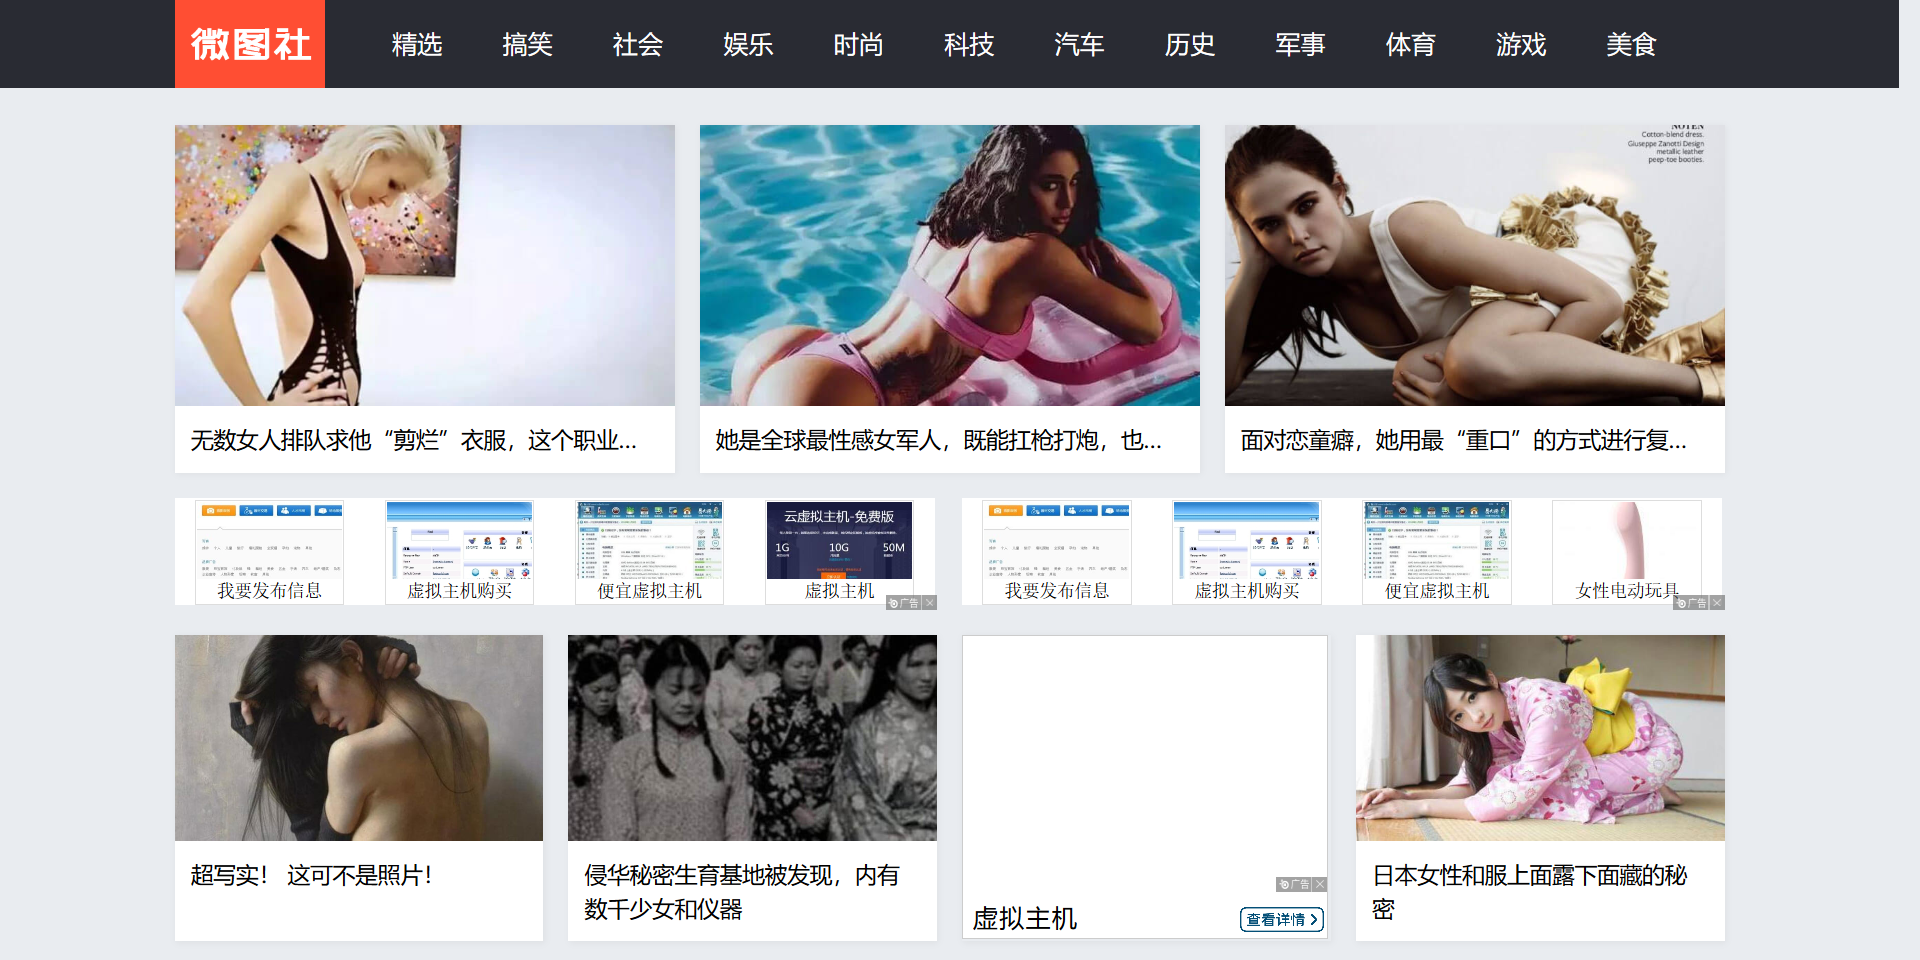 微图社
精选 搞笑 社会 娱乐 时尚 科技 汽车 历史 军事 体育 游戏 美食
Cotton-blend dress.
Giuseppe Zanotti Design
metallic leather
peep-toe booties.
无数女人排队求他“剪烂”衣服，这个职业...
她是全球最性感女军人，既能扛枪打炮，也...
面对恋童癖，她用最“重口”的方式进行复...
云虚拟主机-免费版
1G 10G 50M
我要发布信息 虚拟主机购买 便宜虚拟主机 虚拟主机
广告
我要发布信息 虚拟主机购买 便宜虚拟主机 女性电动玩具
广告
超写实！ 这可不是照片！
侵华秘密生育基地被发现，内有
数千少女和仪器
广告
虚拟主机 查看详情
日本女性和服上面露下面藏的秘
密